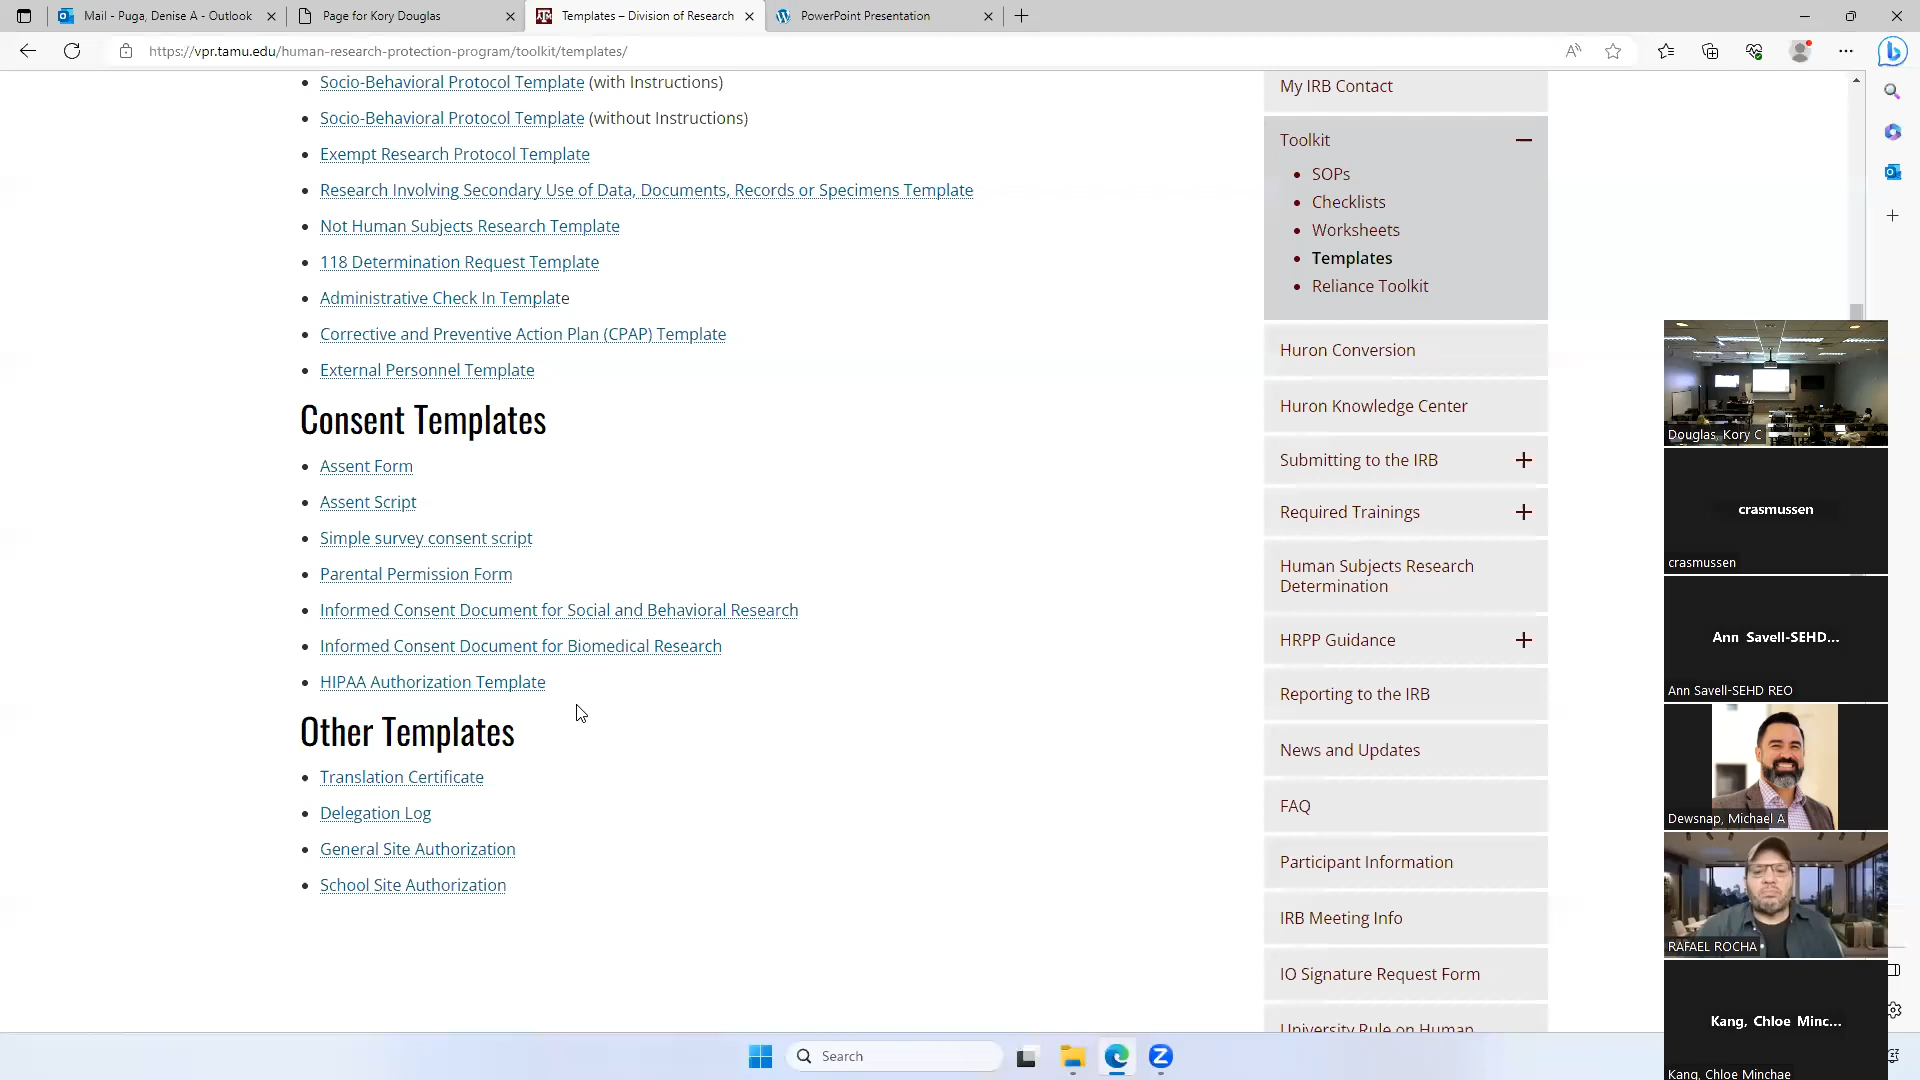 Mail - Puga, Denise A - Outlook
Page for Kory Douglas
Templates – Division of Research
PowerPoint Presentation
https://vpr.tamu.edu/human-research-protection-program/toolkit/templates/
Socio-Behavioral Protocol Template (with Instructions)
Socio-Behavioral Protocol Template (without Instructions)
Exempt Research Protocol Template
Research Involving Secondary Use of Data, Documents, Records or Specimens Template
Not Human Subjects Research Template
118 Determination Request Template
Administrative Check In Template
Corrective and Preventive Action Plan (CPAP) Template
External Personnel Template
Consent Templates
Assent Form
Assent Script
Simple survey consent script
Parental Permission Form
Informed Consent Document for Social and Behavioral Research
Informed Consent Document for Biomedical Research
HIPAA Authorization Template
Other Templates
Translation Certificate
Delegation Log
General Site Authorization
School Site Authorization
My IRB Contact
Toolkit
SOPs
Checklists
Worksheets
Templates
Reliance Toolkit
Huron Conversion
Huron Knowledge Center
Submitting to the IRB
Required Trainings
Human Subjects Research
Determination
HRPP Guidance
Reporting to the IRB
News and Updates
FAQ
Participant Information
IRB Meeting Info
IO Signature Request Form
University Rule on Human
Douglas, Kory C
crasmussen
crasmussen
Ann Savell-SEHD...
Ann Savell-SEHD REO
Dewsnap, Michael A
RAFAEL ROCHA
Kang, Chloe Minc...
Kang, Chloe Minchae
Search